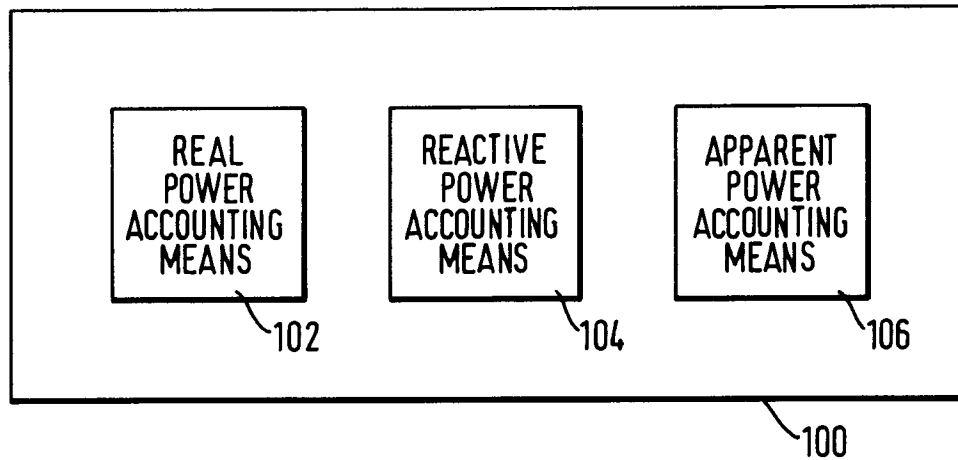 REAL
POWER
ACCOUNTING
MEANS
102
REACTIVE
POWER
ACCOUNTING
MEANS
104
APPARENT
POWER
ACCOUNTING
MEANS
106
100